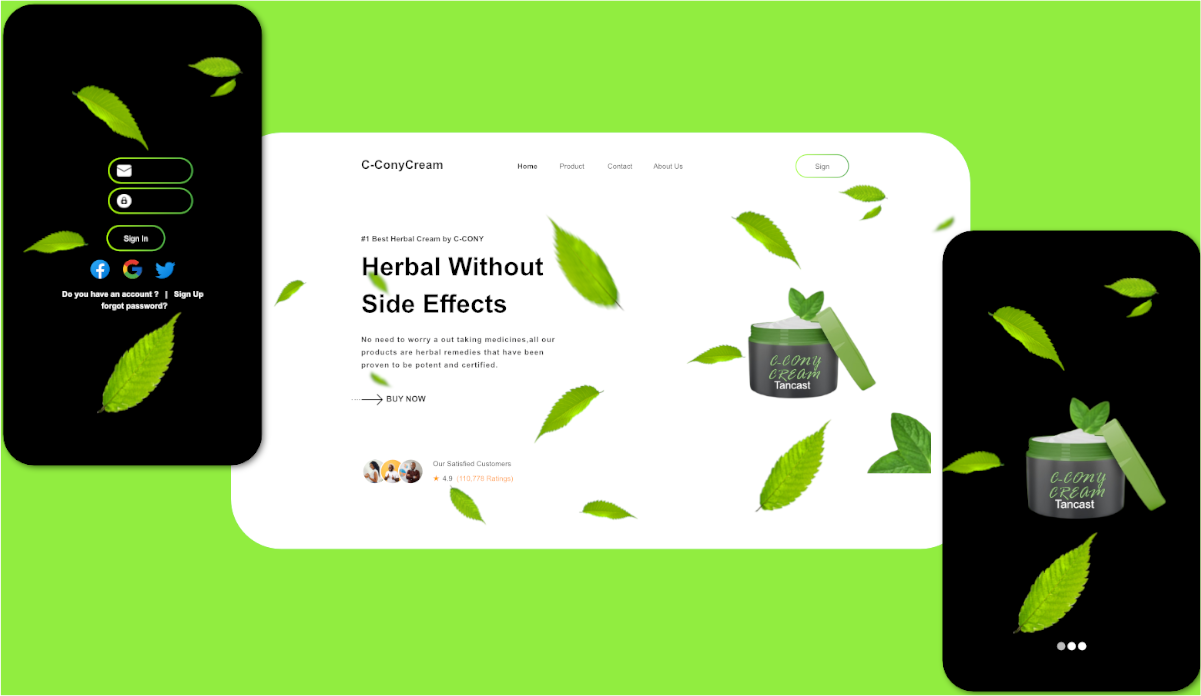 Sign In
Do you have an account ? | Sign Up
forgot password?
C-ConyCream
Home Product Contact About Us
Sign
#1 Best Herbal Cream by C-CONY
Herbal Without
Side Effects
No need to worry a out taking medicines,all our
products are herbal remedies that have been
proven to be potent and certified.
BUY NOW
Our Satisfied Customers
★ 4.9 (110,778 Ratings)
C-CONY
CREAM
Tancast
C-CONY
CREAM
Tancast